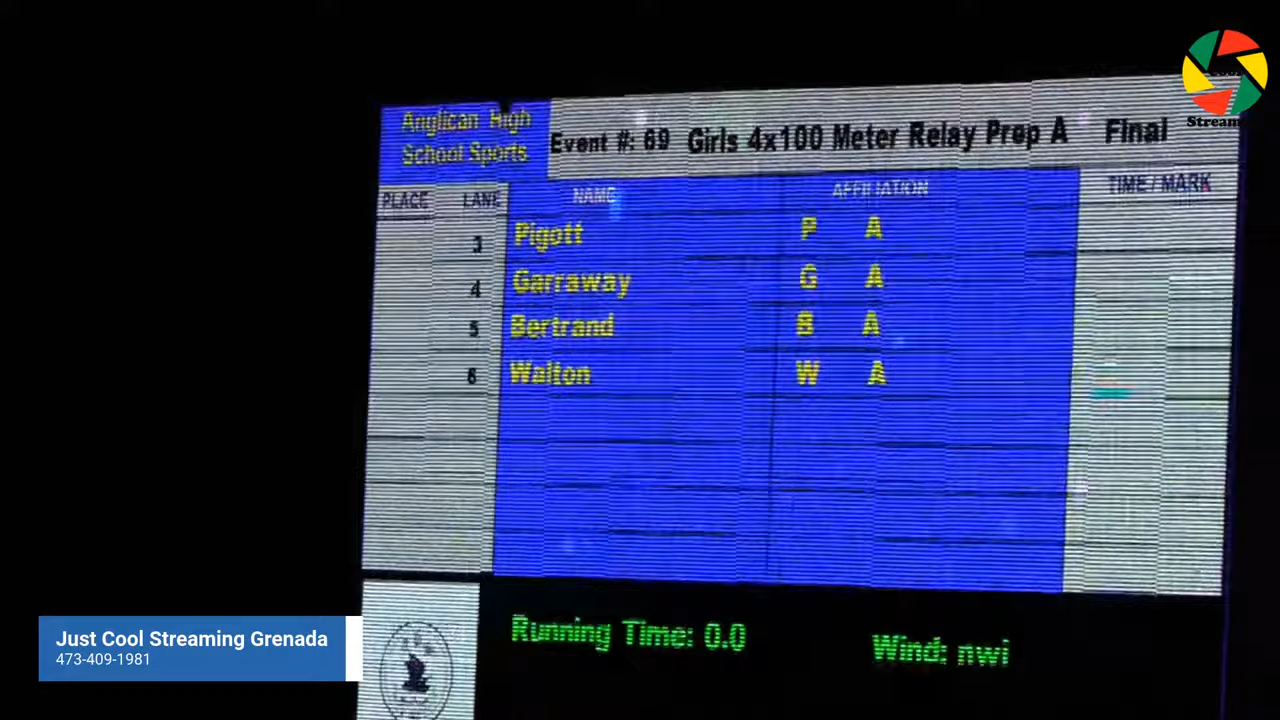 Anglican High
School Sports
Event #: 69 Girls 4x100 Meter Relay Prep A Final
PLACE LANE NAME AFFILIATION TIME / MARK
3 Pigott P A
4 Garraway G A
5 Bertrand B A
6 Walton W A
Running Time: 0.0 Wind: nwi
Just Cool Streaming Grenada
473-409-1981